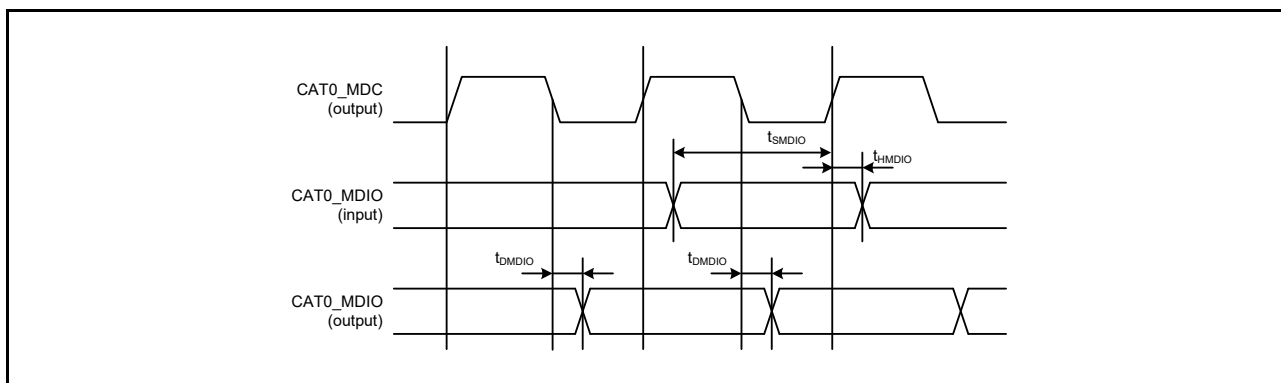 CAT0_MDC
(output)
tSMDIO
tHMDIO
CAT0_MDIO
(input)
tDMDIO
tDMDIO
CAT0_MDIO
(output)